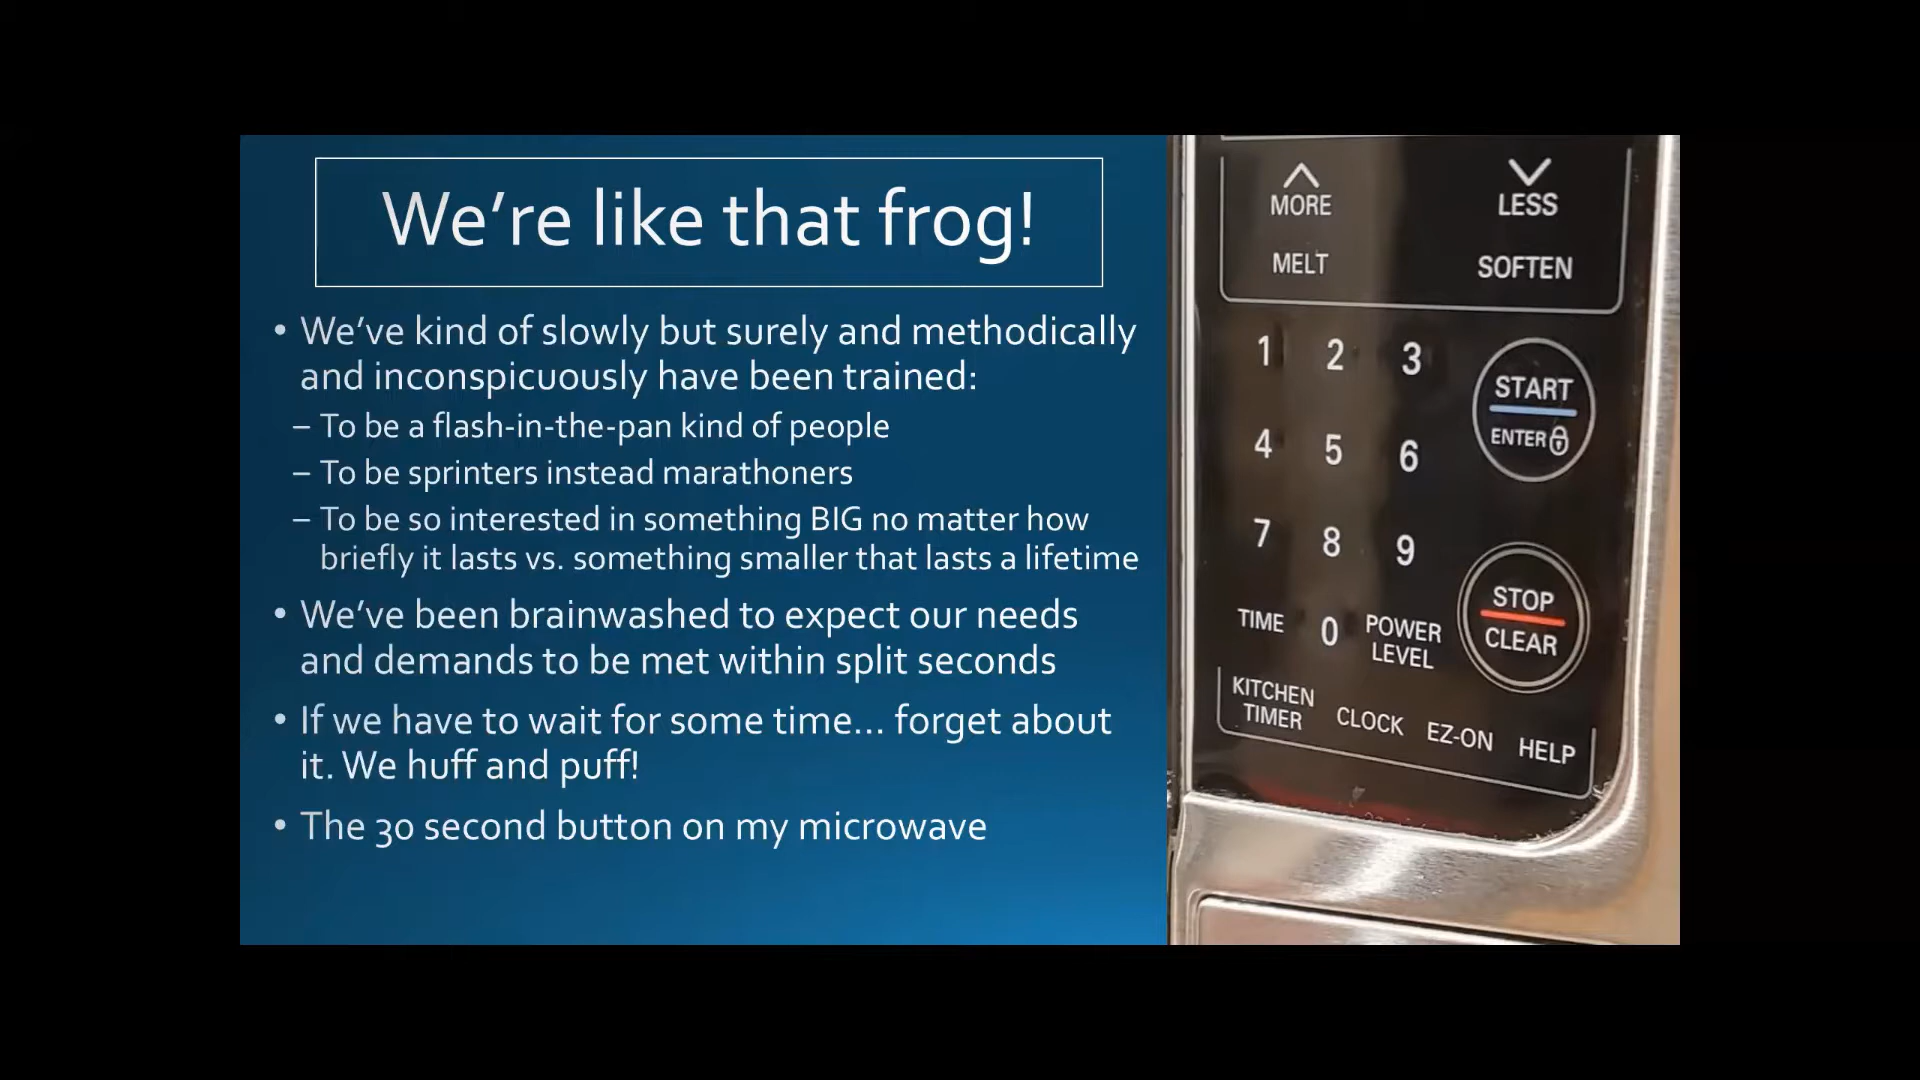 We're like that frog!
• We've kind of slowly but surely and methodically
and inconspicuously have been trained:
– To be a flash-in-the-pan kind of people
– To be sprinters instead marathoners
– To be so interested in something BIG no matter how
briefly it lasts vs. something smaller that lasts a lifetime
• We've been brainwashed to expect our needs
and demands to be met within split seconds
• If we have to wait for some time... forget about
it. We huff and puff!
• The 30 second button on my microwave
MORE LESS
MELT SOFTEN
1 2 3
START
ENTER
4 5 6
7 8 9
STOP
CLEAR
TIME 0 POWER
LEVEL
KITCHEN
TIMER CLOCK EZ-ON HELP